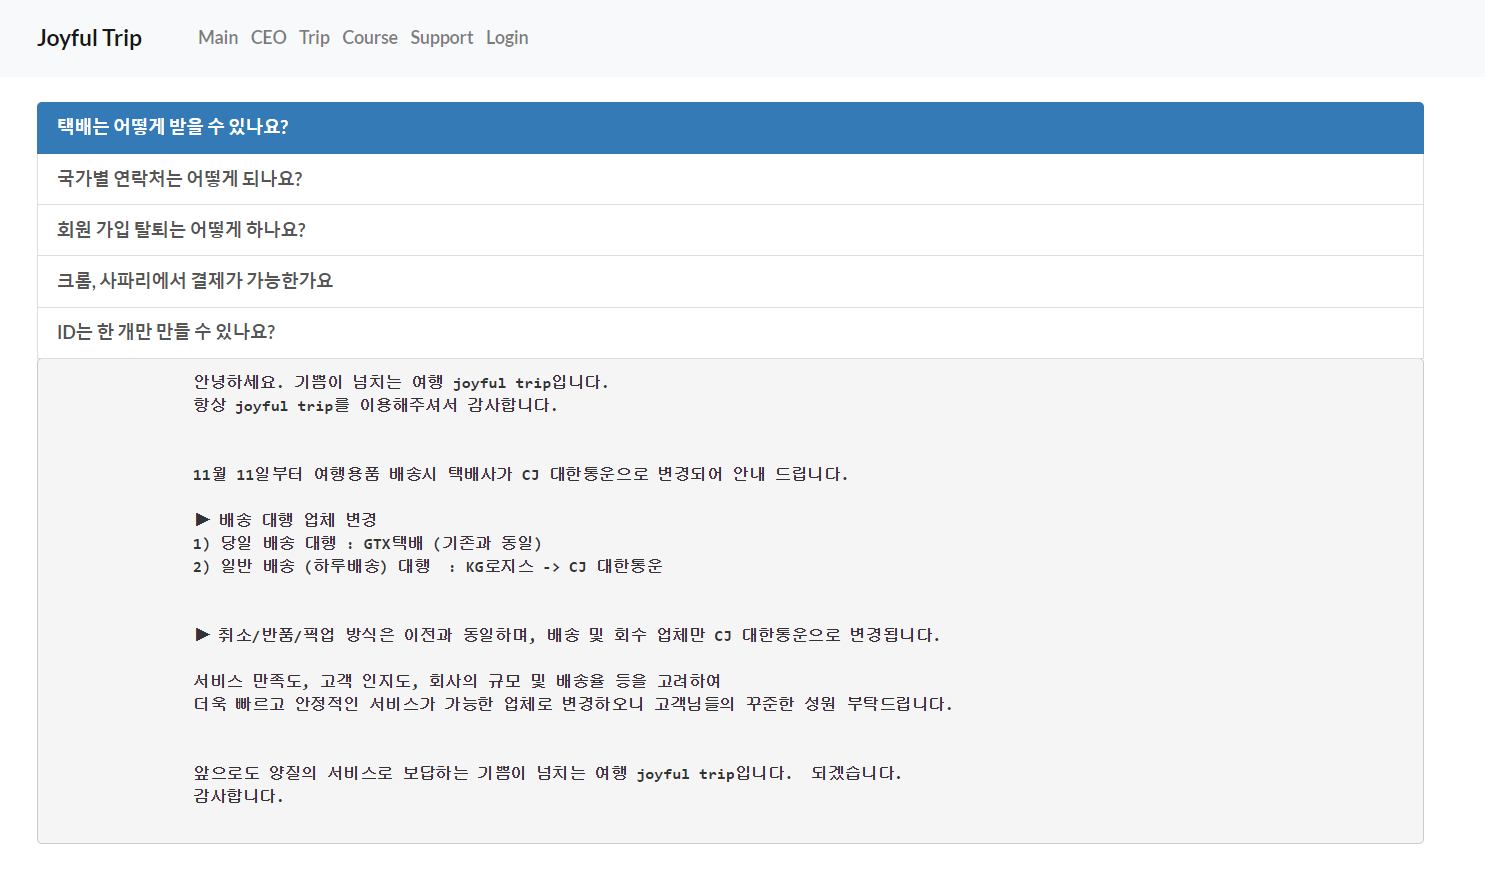 Joyful Trip Main CEO Trip Course Support Login
택배는 어떻게 받을 수 있나요?
국가별 연락처는 어떻게 되나요?
회원 가입 탈퇴는 어떻게 하나요?
크롬, 사파리에서 결제가 가능한가요
ID는 한 개만 만들 수 있나요?
안녕하세요. 기쁨이 넘치는 여행 joyful trip입니다.
항상 joyful trip를 이용해주셔서 감사합니다.
11월 11일부터 여행용품 배송시 택배사가 CJ 대한통운으로 변경되어 안내 드립니다.
▶ 배송 대행 업체 변경
1) 당일 배송 대행 : GTX택배 (기존과 동일)
2) 일반 배송 (하루배송) 대행 : KG로지스 -> CJ 대한통운
▶ 취소/반품/픽업 방식은 이전과 동일하며, 배송 및 회수 업체만 CJ 대한통운으로 변경됩니다.
서비스 만족도, 고객 인지도, 회사의 규모 및 배송율 등을 고려하여
더욱 빠르고 안정적인 서비스가 가능한 업체로 변경하오니 고객님들의 꾸준한 성원 부탁드립니다.
앞으로도 양질의 서비스로 보답하는 기쁨이 넘치는 여행 joyful trip입니다. 되겠습니다.
감사합니다.